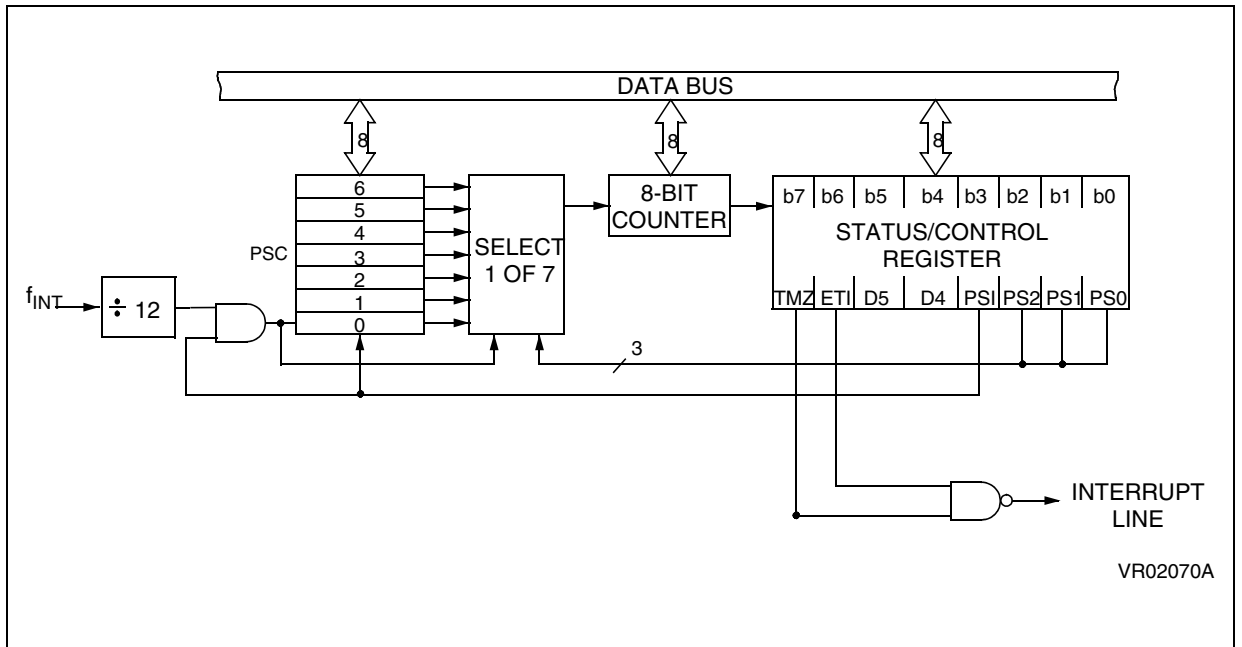 DATA BUS
8
8
8
6
5
4
3
2
1
0
PSC
SELECT
1 OF 7
8-BIT
COUNTER
b7 b6 b5 b4 b3 b2 b1 b0
STATUS/CONTROL
REGISTER
TMZ ETI D5 D4 PSI PS2 PS1 PS0
fINT
÷ 12
3
INTERRUPT
LINE
VR02070A